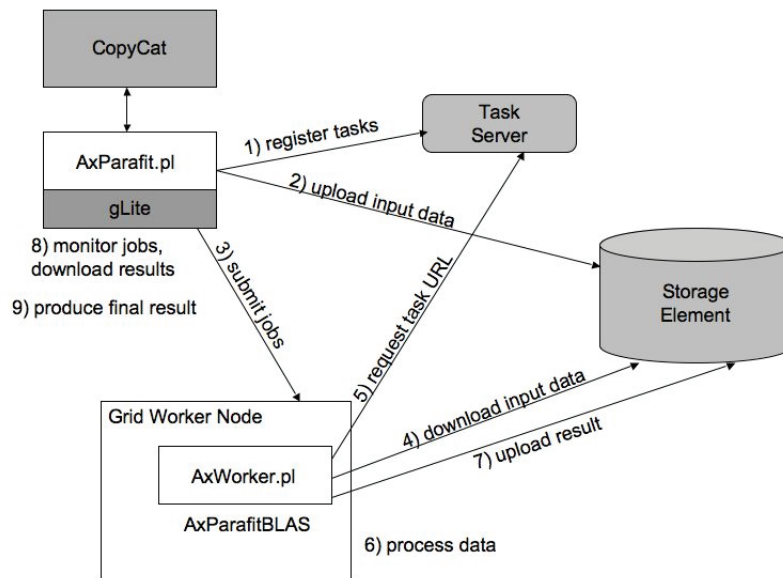 CopyCat
AxParafit.pl
gLite
1) register tasks
Task
Server
2) upload input data
8) monitor jobs,
download results
9) produce final result
3) submit jobs
5) request task URL
Storage
Element
Grid Worker Node
AxWorker.pl
AxParafitBLAS
4) download input data
7) upload result
6) process data